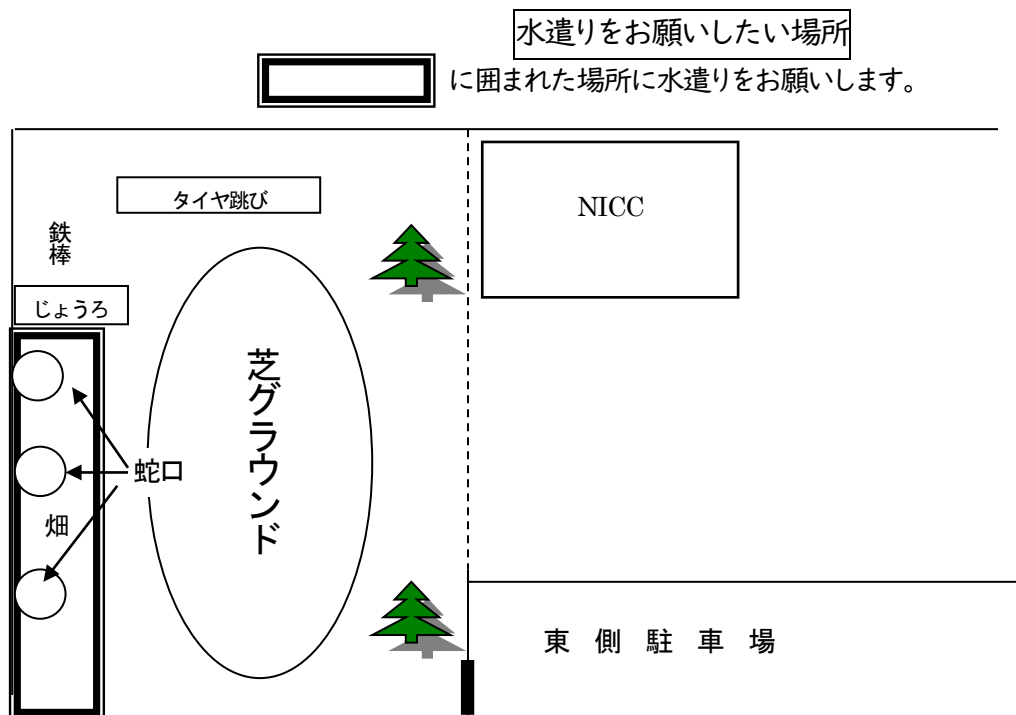 水遣りをお願いしたい場所
に囲まれた場所に水遣りをお願いします。
タイヤ跳び
NICC
鉄棒
じょうろ
芝グラウンド
蛇口
畑
東側駐車場